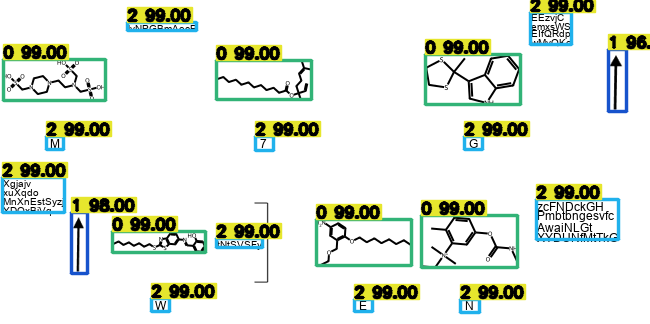 2 99.00
2 99.00
EEzvjC
emxsWS
EIfQRdp
0 99.00
0 99.00
0 99.00
1 96.
2 99.00
2 99.00
2 99.00
M
7
G
2 99.00
Xgjajv
xuXqdo
MnXnEstSyz
1 98.00
0 99.00
2 99.00
0 99.00
0 99.00
2 99.00
zcFNDckGH
Pmbtbngesvfc
AwaiNLGt
2 99.00
2 99.00
2 99.00
W
E
N